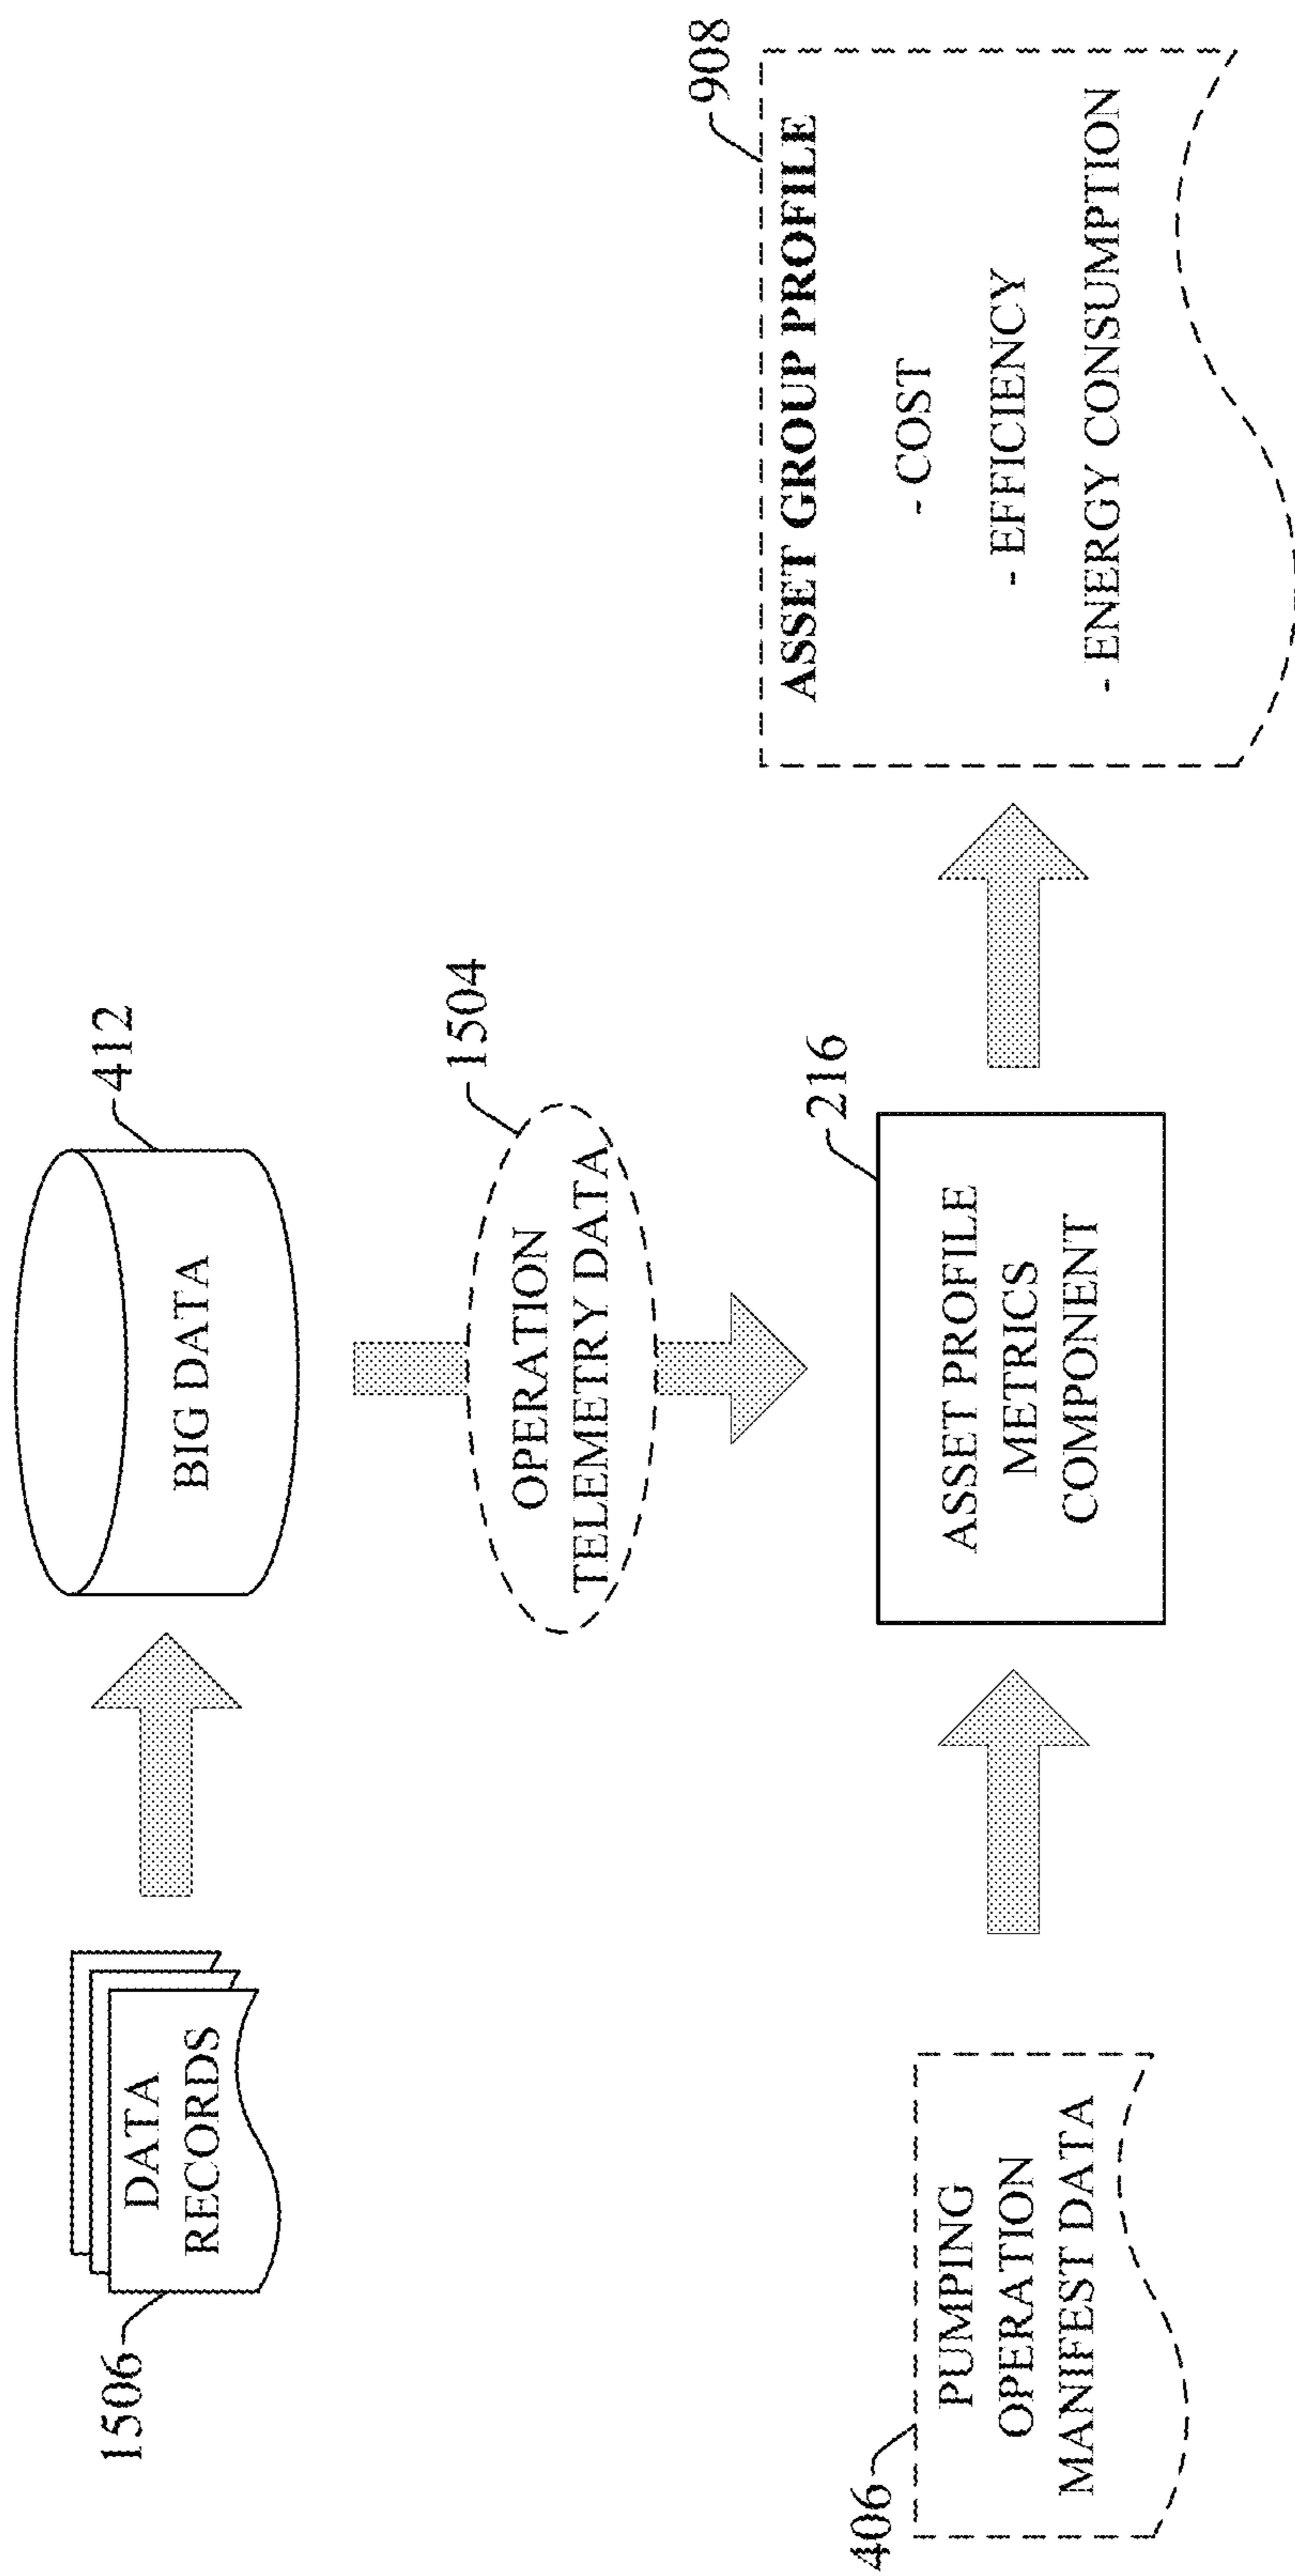 1506
DATA
RECORDS
412
BIG DATA
1504
OPERATION
TELEMETRY DATA
406
PUMPING
OPERATION
MANIFEST DATA
216
ASSET PROFILE
METRICS
COMPONENT
908
ASSET GROUP PROFILE
- COST
- EFFICIENCY
- ENERGY CONSUMPTION